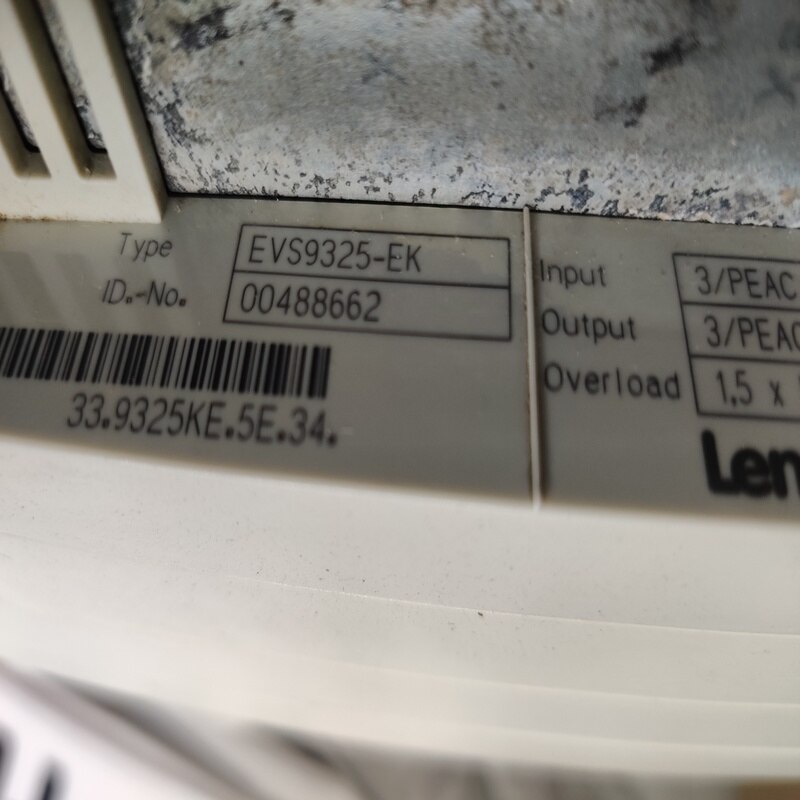 Type EVS9325-EK
ID.-No. 00488662
33.9325KE.5E.34.
Input 3/PEAC
Output 3/PEAC
Overload 1,5 x
Len